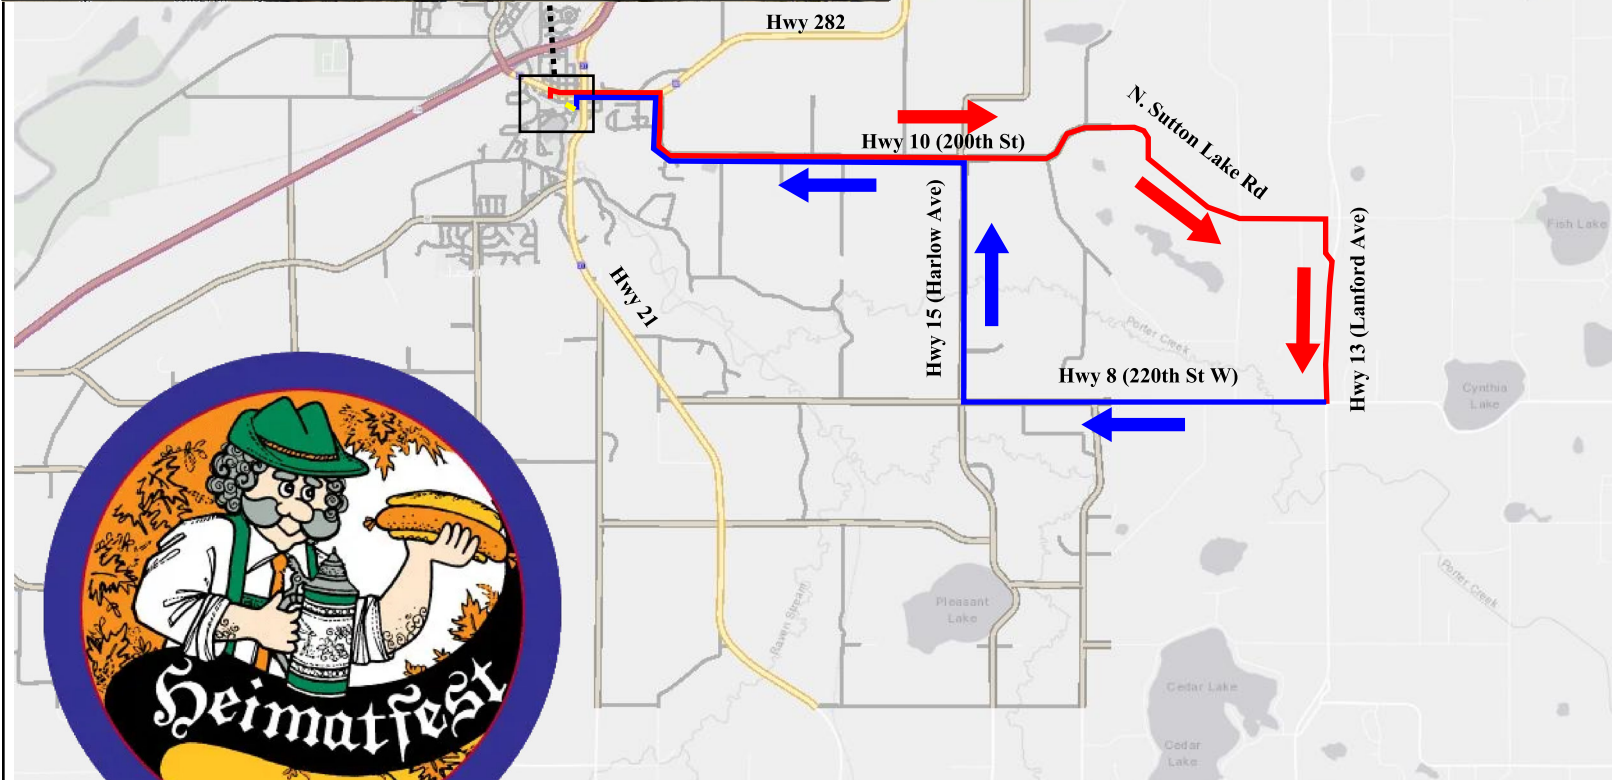 Hwy 282
N. Sutton Lake Rd
Hwy 10 (200th St)
Fish Lake
Hwy 15 (Harlow Ave)
Hwy 13 (Lanford Ave)
Hwy 21
Porter Creek
Hwy 8 (220th St W)
Cynthia
Lake
Porter Creek
Pleasant
Lake
Raven Stream
Cedar Lake
Heimatfest
Cedar
Lake